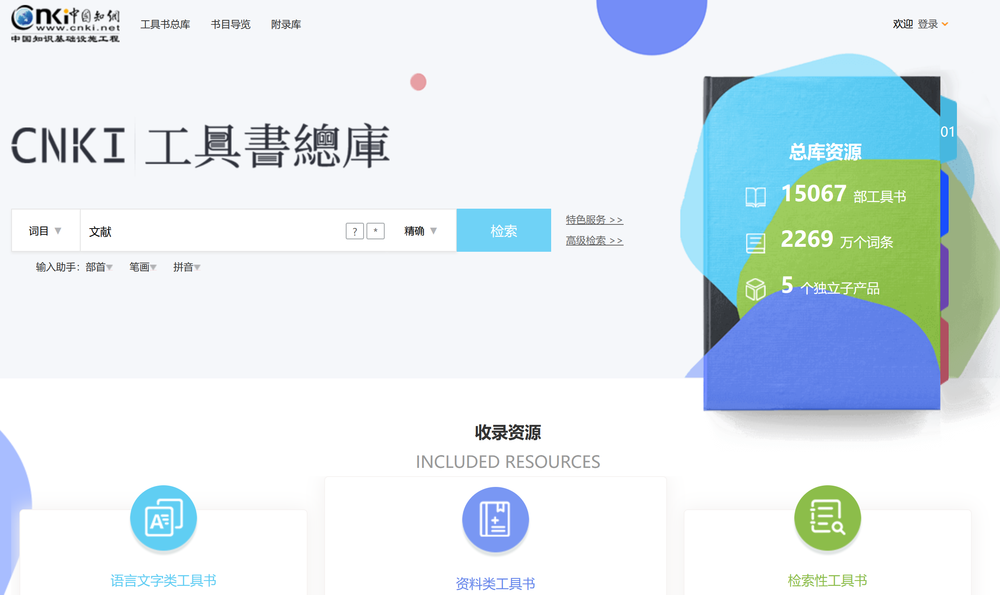 Cnki中国知网
www.cnki.net
中国知识基础设施工程
工具书总库 书目导览 附录库
欢迎 登录
CNKI 工具書總庫
01
总库资源
15067 部工具书
2269 万个词条
5 个独立子产品
词目 文献 ? * 精确 检索
特色服务 >>
高级检索 >>
输入助手: 部首 笔画 拼音
收录资源
INCLUDED RESOURCES
语言文字类工具书
资料类工具书
检索性工具书